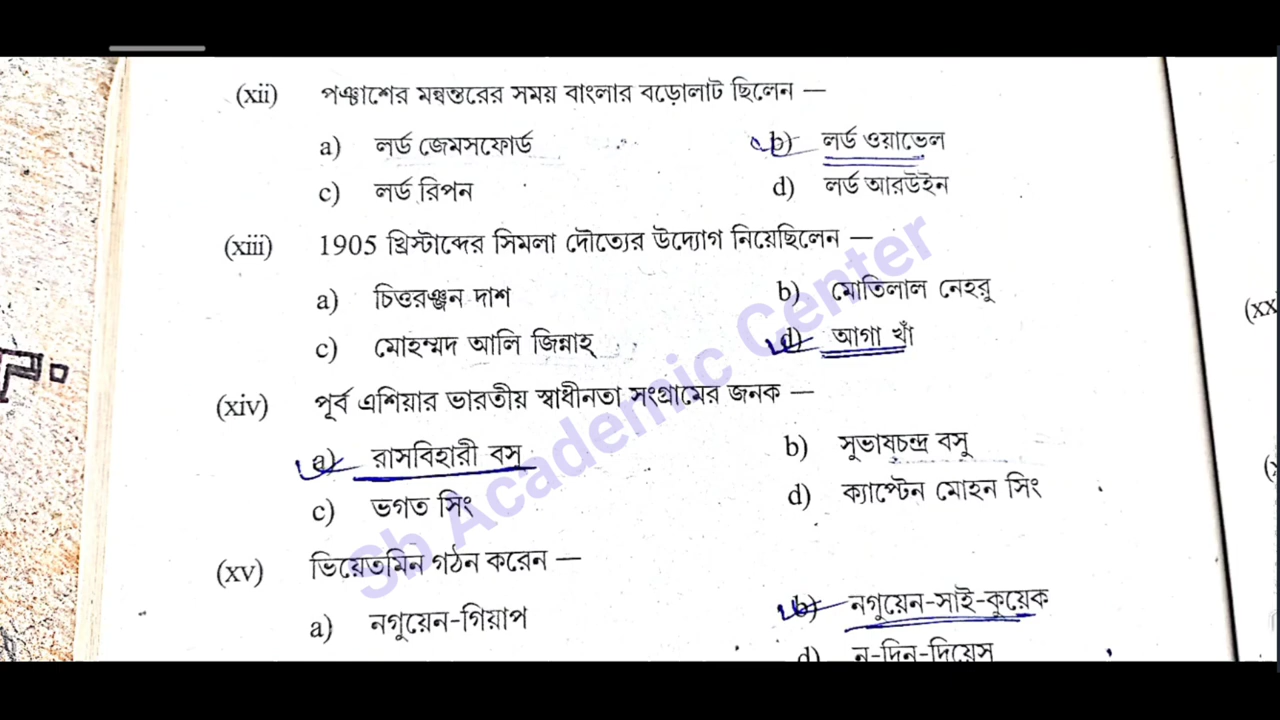 (xii) পঞ্চাশের মন্বন্তরের সময় বাংলার বড়োলাট ছিলেন —
a) লর্ড জেমসফোর্ড b) লর্ড ওয়াভেল
c) লর্ড রিপন d) লর্ড আরউইন
(xiii) 1905 খ্রিস্টাব্দের সিমলা দৌত্যের উদ্যোগ নিয়েছিলেন —
a) চিত্তরঞ্জন দাশ b) মোতিলাল নেহরু
c) মোহম্মদ আলি জিন্নাহ্ d) আগা খাঁ
(xiv) পূর্ব এশিয়ার ভারতীয় স্বাধীনতা সংগ্রামের জনক —
a) রাসবিহারী বসু b) সুভাষচন্দ্র বসু
c) ভগত সিং d) ক্যাপ্টেন মোহন সিং
(xv) ভিয়েতমিন গঠন করেন —
a) নগুয়েন-গিয়াপ b) নগুয়েন-সাই-কুয়েক
d) ন-দিন-দিয়েস
(xx
Sb Academic Center